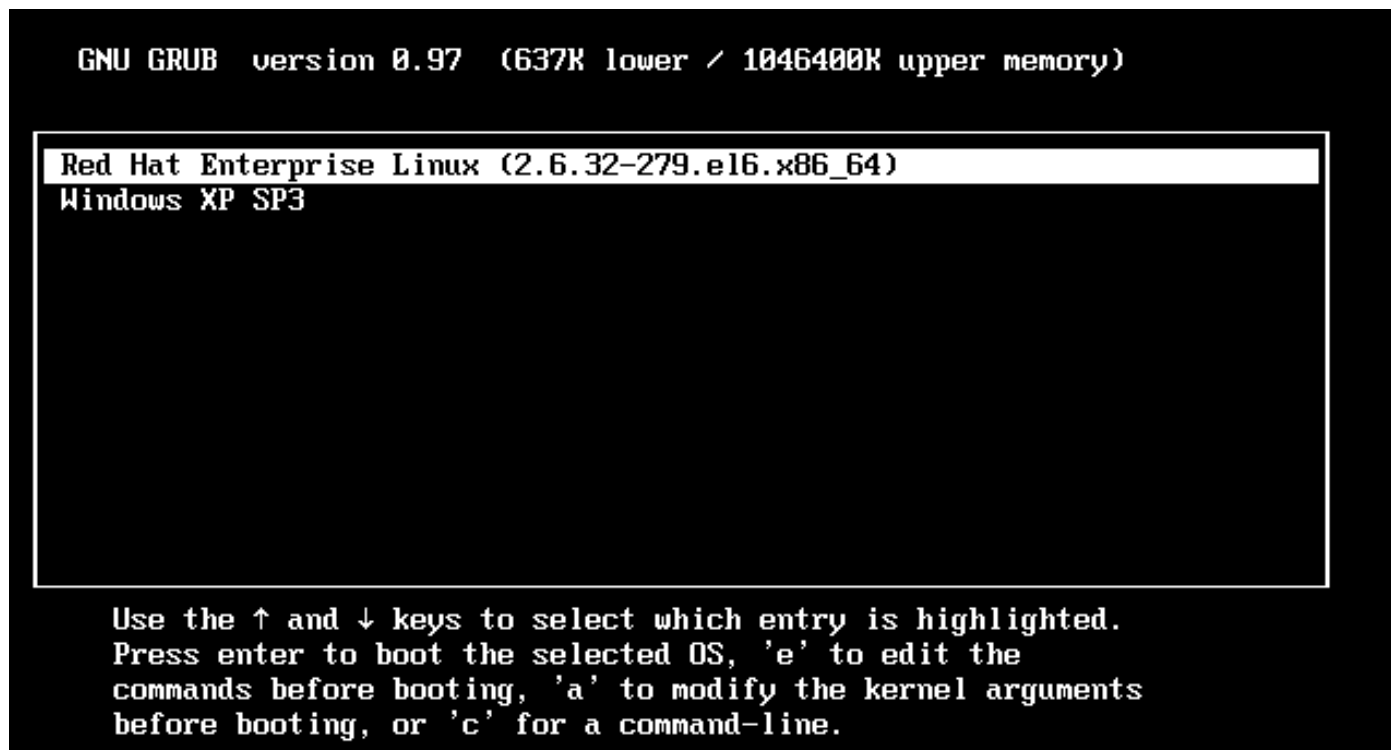 GNU GRUB version 0.97 (637K lower / 1046400K upper memory)
Red Hat Enterprise Linux (2.6.32-279.el6.x86_64)
Windows XP SP3
Use the ↑ and ↓ keys to select which entry is highlighted.
Press enter to boot the selected OS, 'e' to edit the
commands before booting, 'a' to modify the kernel arguments
before booting, or 'c' for a command-line.